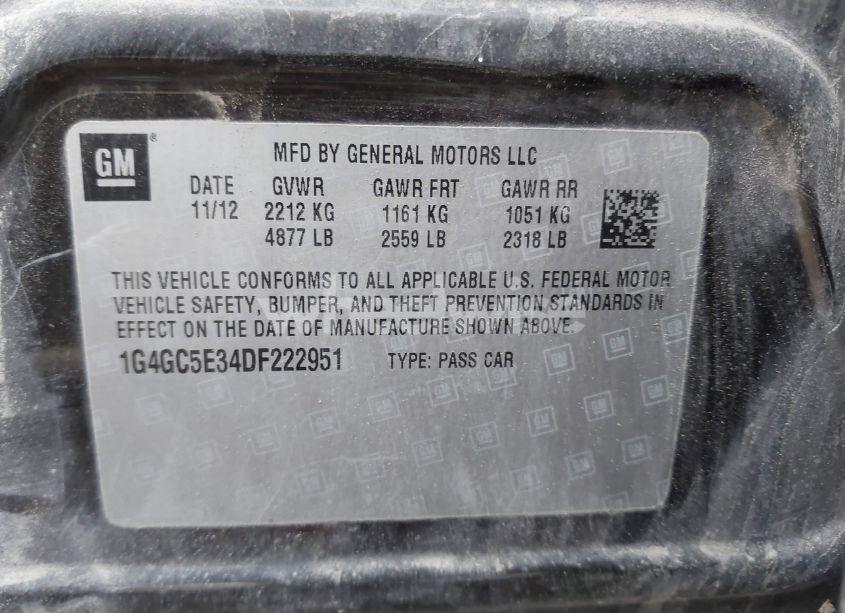 GM®
MFD BY GENERAL MOTORS LLC
DATE GVWR GAWR FRT GAWR RR
11/12 2212 KG 1161 KG 1051 KG
4877 LB 2559 LB 2318 LB
THIS VEHICLE CONFORMS TO ALL APPLICABLE U.S. FEDERAL MOTOR
VEHICLE SAFETY, BUMPER, AND THEFT PREVENTION STANDARDS IN
EFFECT ON THE DATE OF MANUFACTURE SHOWN ABOVE.
1G4GC5E34DF222951 TYPE: PASS CAR